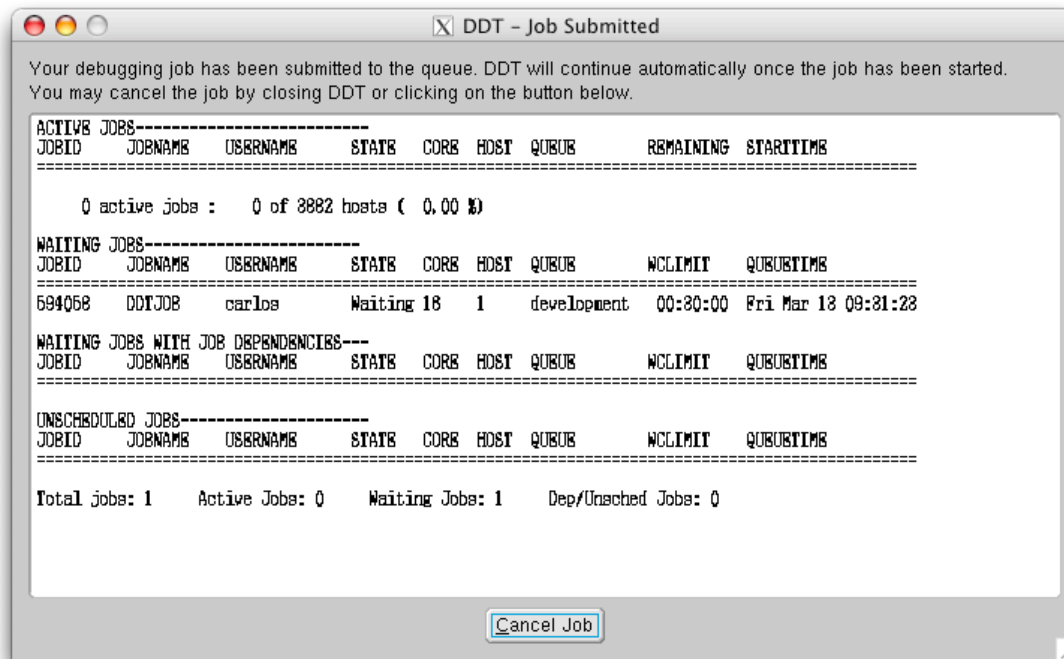 DDT – Job Submitted
Your debugging job has been submitted to the queue. DDT will continue automatically once the job has been started.
You may cancel the job by closing DDT or clicking on the button below.
ACTIVE JOBS--------------------------
JOBID JOBNAME USERNAME STATE CORE HOST QUEUE REMAINING STARTTIME
==================================================================================================
0 active jobs : 0 of 3882 hosts ( 0.00 %)
WAITING JOBS------------------------
JOBID JOBNAME USERNAME STATE CORE HOST QUEUE WCLIMIT QUEUETIME
==================================================================================================
594058 DDTJOB carlos Waiting 16 1 development 00:30:00 Fri Mar 13 09:31:23
WAITING JOBS WITH JOB DEPENDENCIES---
JOBID JOBNAME USERNAME STATE CORE HOST QUEUE WCLIMIT QUEUETIME
==================================================================================================
UNSCHEDULED JOBS---------------------
JOBID JOBNAME USERNAME STATE CORE HOST QUEUE WCLIMIT QUEUETIME
==================================================================================================
Total jobs: 1 Active Jobs: 0 Waiting Jobs: 1 Dep/Unsched Jobs: 0
Cancel Job